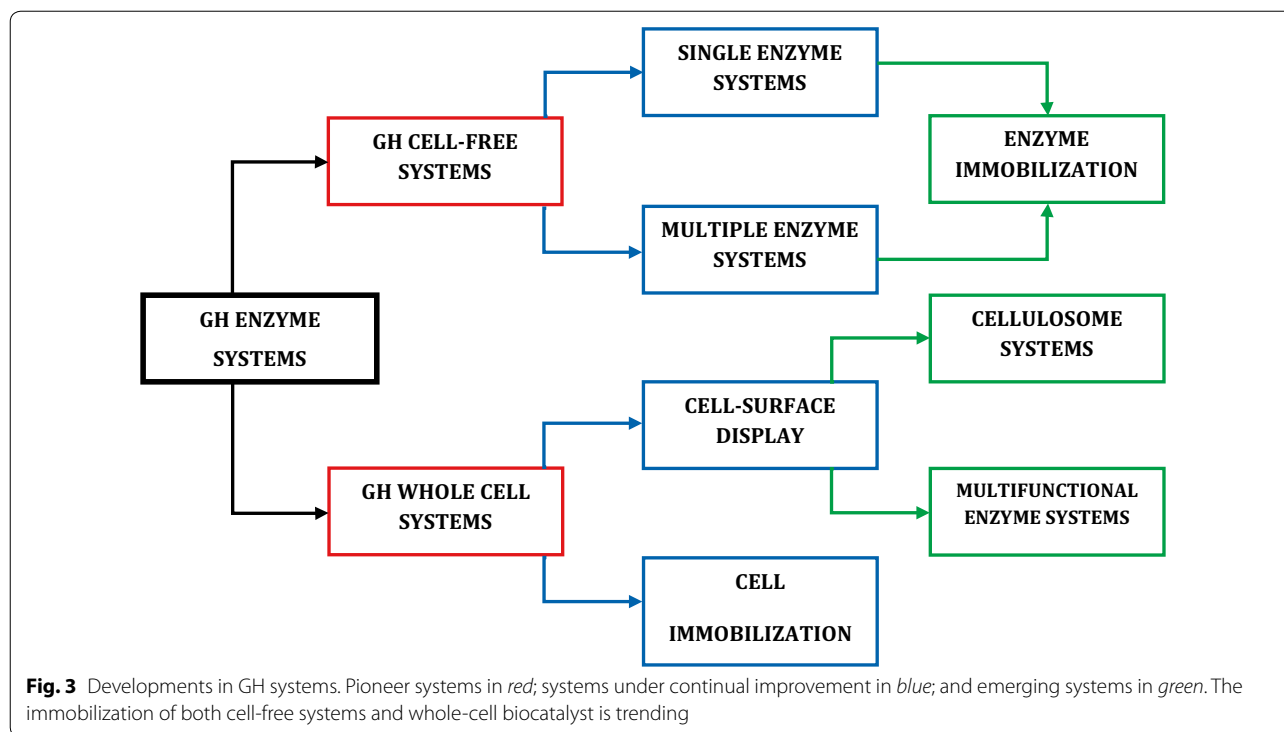 SINGLE ENZYME
SYSTEMS
GH CELL-FREE
SYSTEMS
ENZYME
IMMOBILIZATION
MULTIPLE ENZYME
SYSTEMS
GH ENZYME
SYSTEMS
CELLULOSOME
SYSTEMS
CELL-SURFACE
DISPLAY
GH WHOLE CELL
SYSTEMS
MULTIFUNCTIONAL
ENZYME SYSTEMS
CELL
IMMOBILIZATION
Fig. 3 Developments in GH systems. Pioneer systems in red; systems under continual improvement in blue; and emerging systems in green. The
immobilization of both cell-free systems and whole-cell biocatalyst is trending